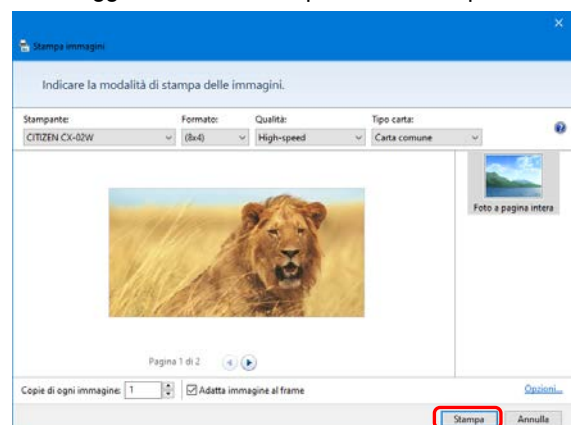 Stampa immagini
Indicare la modalità di stampa delle immagini.
Stampante: Formato: Qualità: Tipo carta:
CITIZEN CX-02W (8x4) High-speed Carta comune
Foto a pagina intera
Pagina 1 di 2
Copie di ogni immagine: 1 Adatta immagine al frame Opzioni...
Stampa Annulla